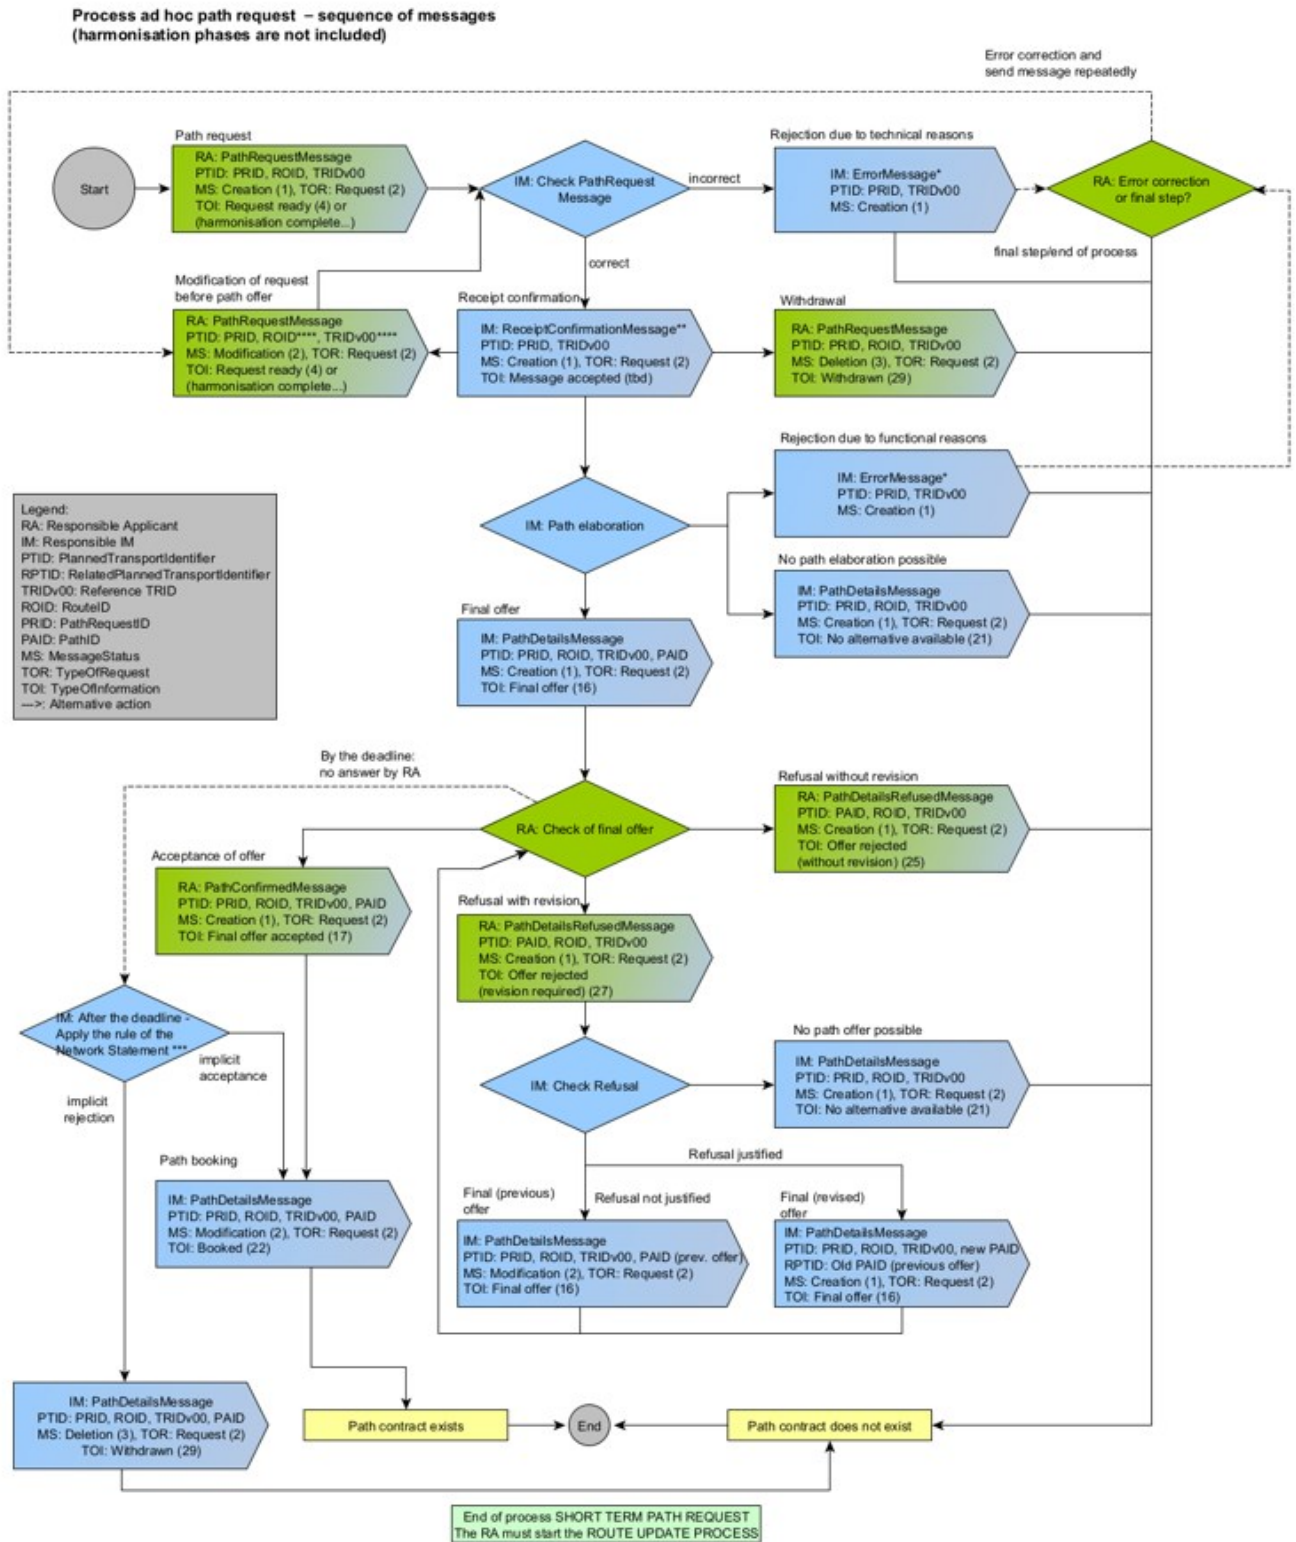 Process ad hoc path request – sequence of messages
(harmonisation phases are not included)
Error correction and
send message repeatedly
Path request
RA: PathRequestMessage
PTID: PRID, ROID, TRIDv00
MS: Creation (1), TOR: Request (2)
TOI: Request ready (4) or
(harmonisation complete...)
Start
IM: Check PathRequest
Message
incorrect
correct
Rejection due to technical reasons
IM: ErrorMessage*
PTID: PRID, TRIDv00
MS: Creation (1)
RA: Error correction
or final step?
final step/end of process
Modification of request
before path offer
RA: PathRequestMessage
PTID: PRID, ROID****, TRIDv00****
MS: Modification (2), TOR: Request (2)
TOI: Request ready (4) or
(harmonisation complete...)
Receipt confirmation
IM: ReceiptConfirmationMessage**
PTID: PRID, TRIDv00
MS: Creation (1), TOR: Request (2)
TOI: Message accepted (tbd)
Withdrawal
RA: PathRequestMessage
PTID: PRID, ROID, TRIDv00
MS: Deletion (3), TOR: Request (2)
TOI: Withdrawn (29)
Rejection due to functional reasons
IM: ErrorMessage*
PTID: PRID, TRIDv00
MS: Creation (1)
Legend:
RA: Responsible Applicant
IM: Responsible IM
PTID: PlannedTransportIdentifier
RPTID: RelatedPlannedTransportIdentifier
TRIDv00: Reference TRID
ROID: RouteID
PRID: PathRequestID
PAID: PathID
MS: MessageStatus
TOR: TypeOfRequest
TOI: TypeOfInformation
--->: Alternative action
IM: Path elaboration
No path elaboration possible
IM: PathDetailsMessage
PTID: PRID, ROID, TRIDv00
MS: Creation (1), TOR: Request (2)
TOI: No alternative available (21)
Final offer
IM: PathDetailsMessage
PTID: PRID, ROID, TRIDv00, PAID
MS: Creation (1), TOR: Request (2)
TOI: Final offer (16)
By the deadline:
no answer by RA
RA: Check of final offer
Refusal without revision
RA: PathDetailsRefusedMessage
PTID: PAID, ROID, TRIDv00
MS: Creation (1), TOR: Request (2)
TOI: Offer rejected
(without revision) (25)
Acceptance of offer
RA: PathConfirmedMessage
PTID: PRID, ROID, TRIDv00, PAID
MS: Creation (1), TOR: Request (2)
TOI: Final offer accepted (17)
Refusal with revision
RA: PathDetailsRefusedMessage
PTID: PAID, ROID, TRIDv00
MS: Creation (1), TOR: Request (2)
TOI: Offer rejected
(revision required) (27)
IM: After the deadline -
Apply the rule of the
Network Statement ***
implicit
acceptance
implicit
rejection
IM: Check Refusal
No path offer possible
IM: PathDetailsMessage
PTID: PRID, ROID, TRIDv00
MS: Creation (1), TOR: Request (2)
TOI: No alternative available (21)
Refusal justified
Refusal not justified
Path booking
IM: PathDetailsMessage
PTID: PRID, ROID, TRIDv00, PAID
MS: Modification (2), TOR: Request (2)
TOI: Booked (22)
Final (previous)
offer
IM: PathDetailsMessage
PTID: PRID, ROID, TRIDv00, PAID (prev. offer)
MS: Modification (2), TOR: Request (2)
TOI: Final offer (16)
Final (revised)
offer
IM: PathDetailsMessage
PTID: PRID, ROID, TRIDv00, new PAID
RPTID: Old PAID (previous offer)
MS: Creation (1), TOR: Request (2)
TOI: Final offer (16)
IM: PathDetailsMessage
PTID: PRID, ROID, TRIDv00, PAID
MS: Deletion (3), TOR: Request (2)
TOI: Withdrawn (29)
Path contract exists
End
Path contract does not exist
End of process SHORT TERM PATH REQUEST
The RA must start the ROUTE UPDATE PROCESS